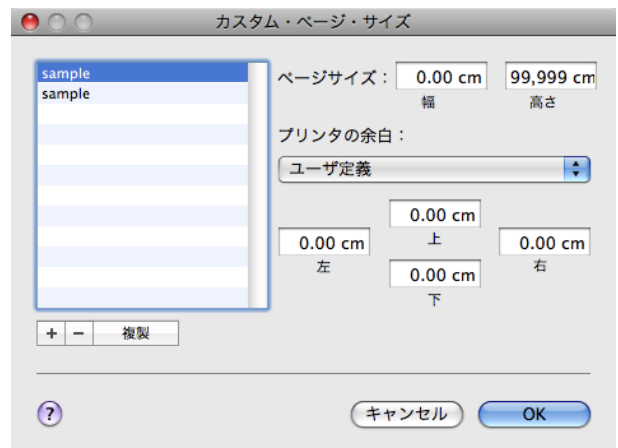 カスタム・ページ・サイズ
sample
sample
ページサイズ：
0.00 cm
99,999 cm
幅
高さ
プリンタの余白：
ユーザ定義
0.00 cm
上
0.00 cm
左
0.00 cm
右
0.00 cm
下
+
−
複製
?
キャンセル
OK